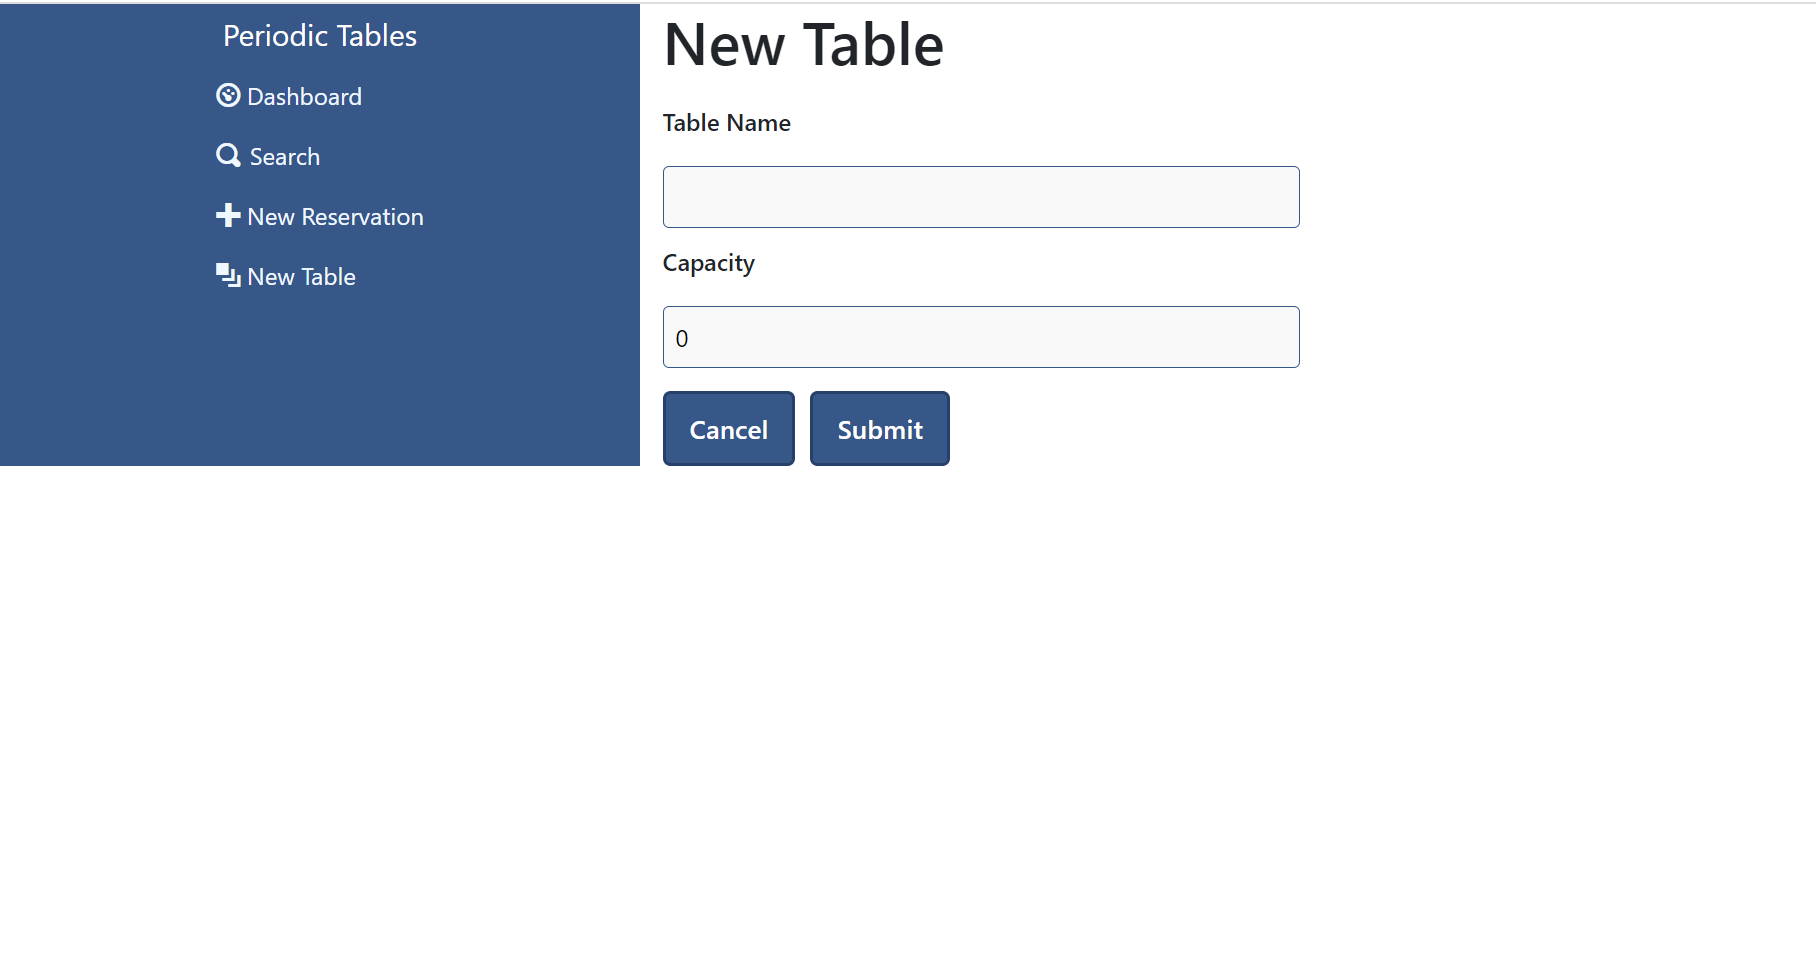 Periodic Tables
Dashboard
Search
New Reservation
New Table
New Table
Table Name
Capacity
0
Cancel
Submit